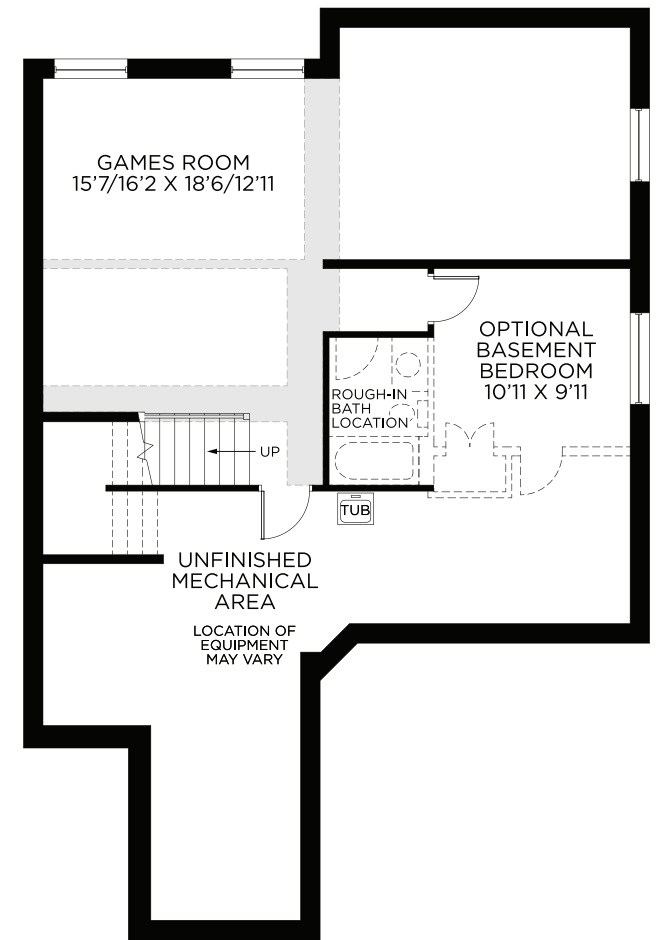 GAMES ROOM
15'7/16'2 X 18'6/12'11
OPTIONAL
BASEMENT
BEDROOM
10'11 X 9'11
ROUGH-IN
BATH
LOCATION
UP
TUB
UNFINISHED
MECHANICAL
AREA
LOCATION OF
EQUIPMENT
MAY VARY